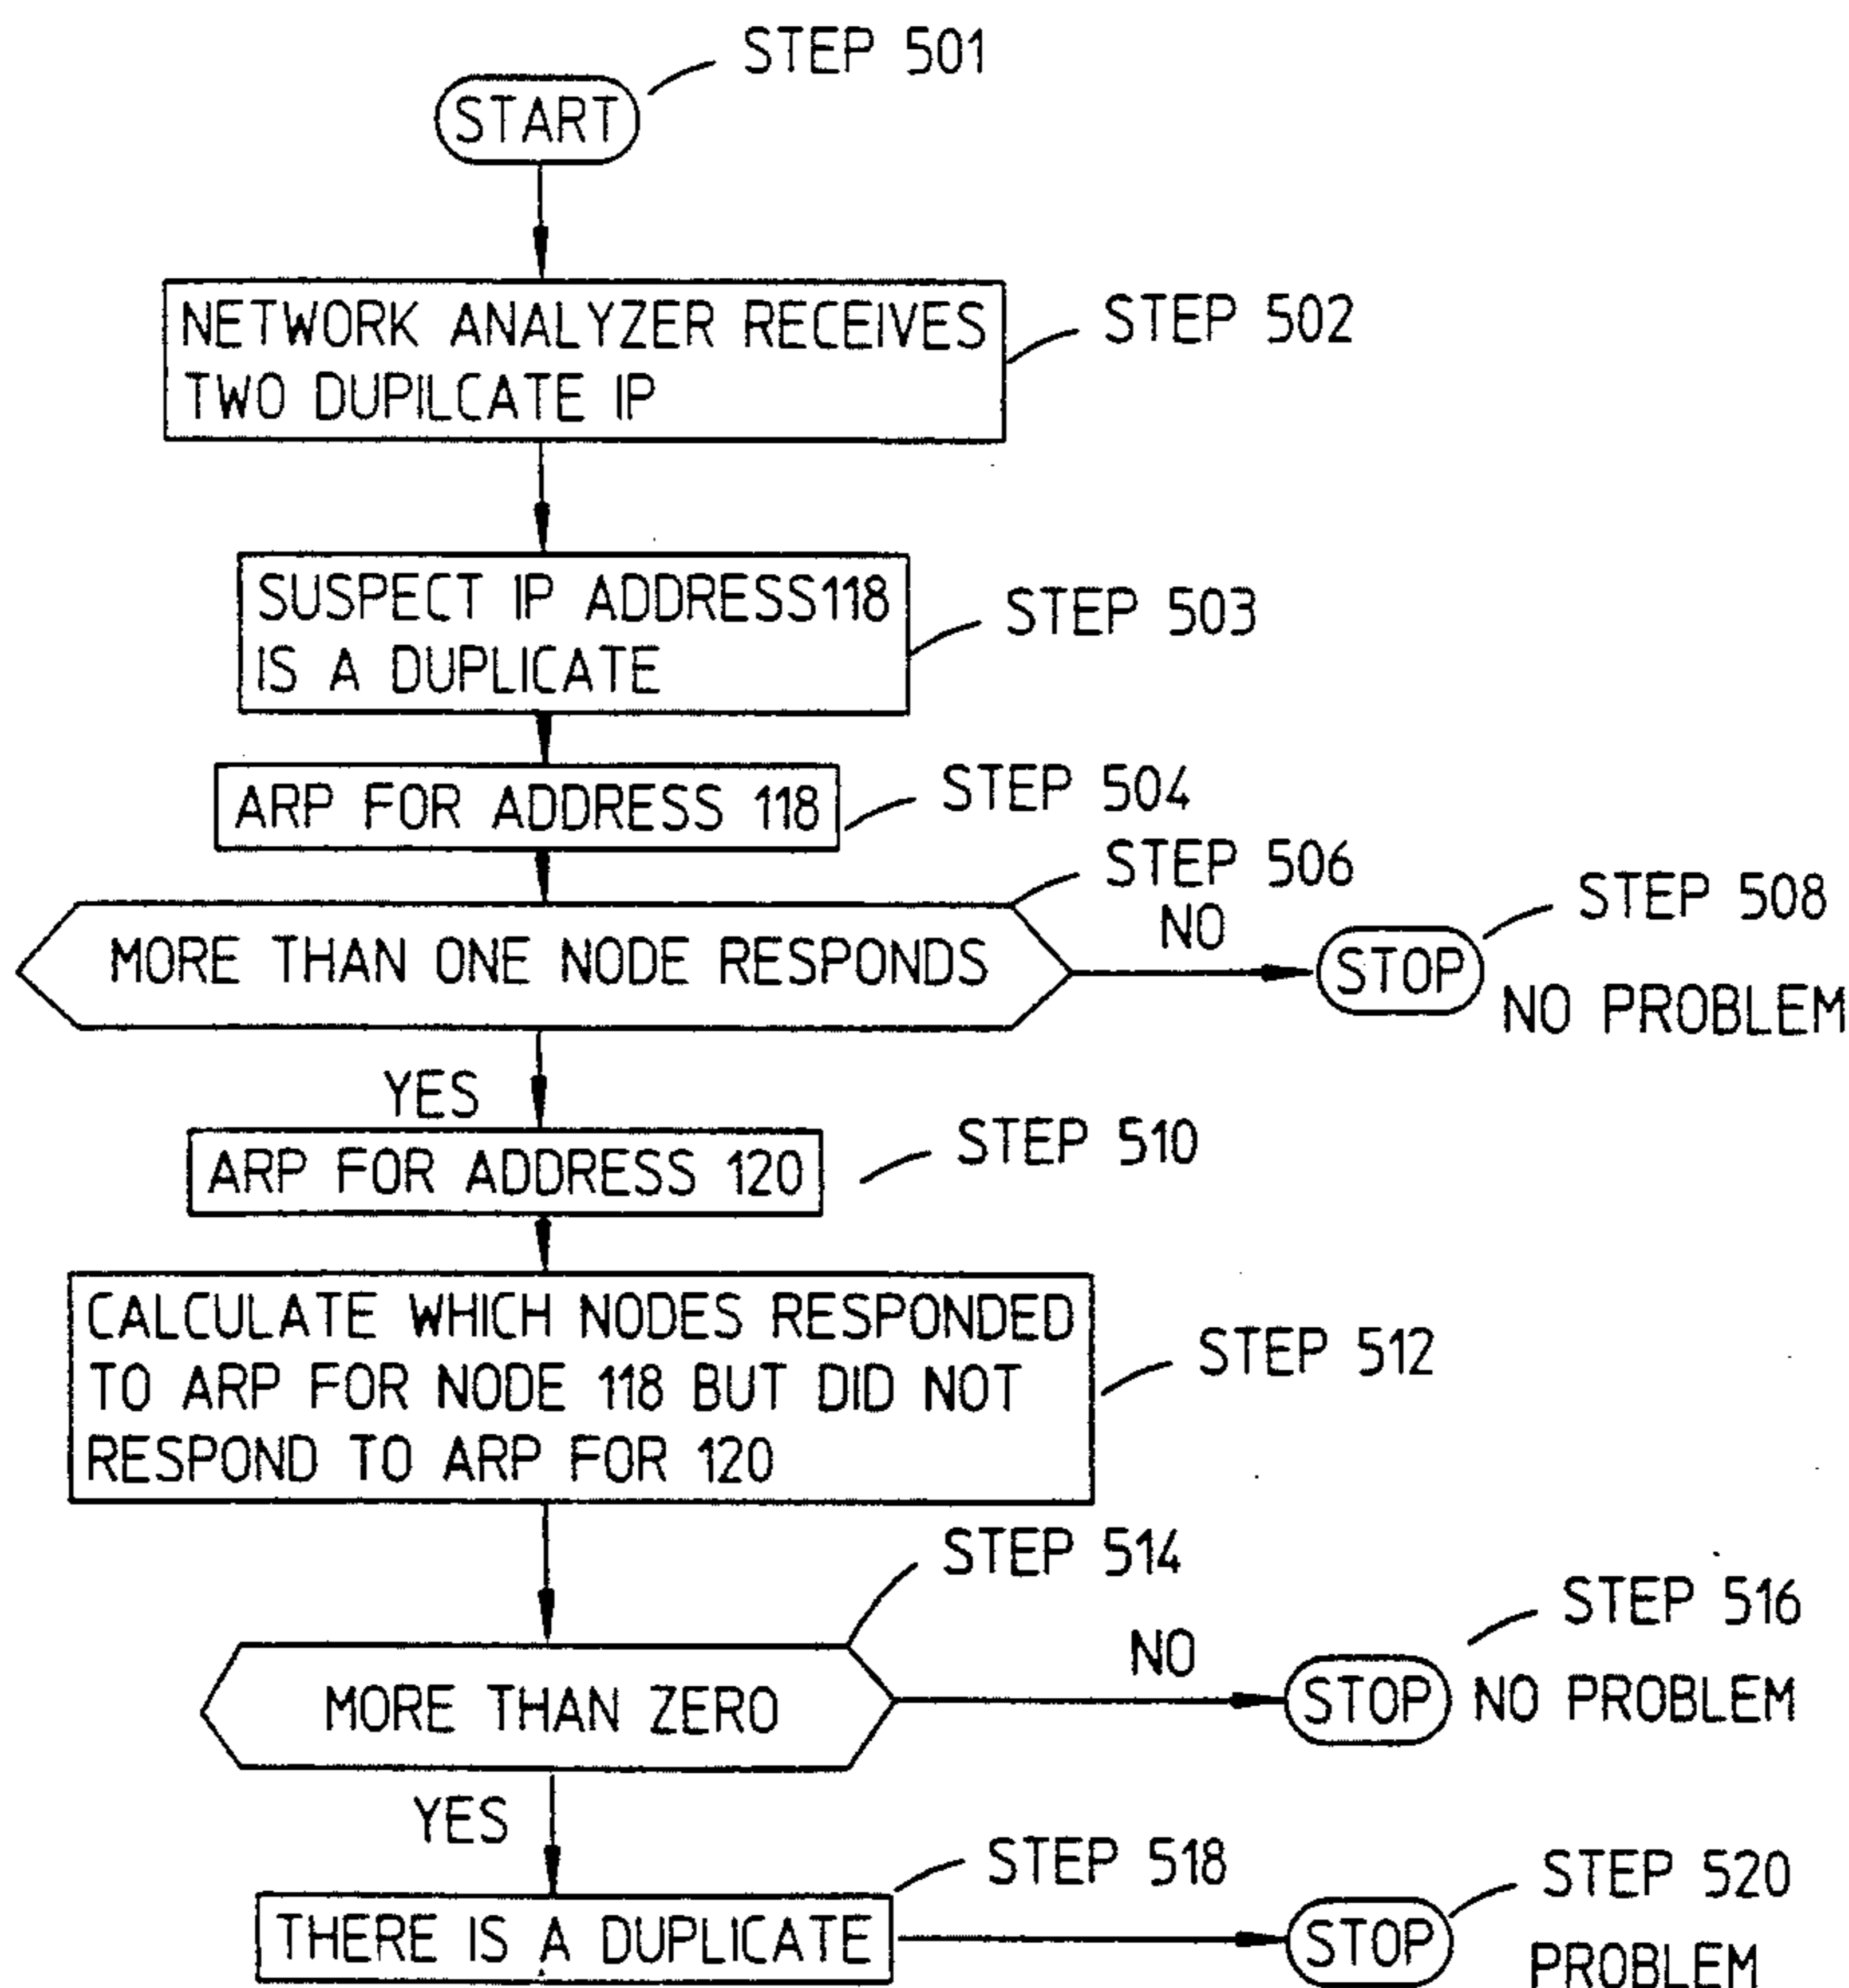 STEP 501
START
NETWORK ANALYZER RECEIVES
TWO DUPILCATE IP
STEP 502
SUSPECT IP ADDRESS118
IS A DUPLICATE
STEP 503
ARP FOR ADDRESS 118
STEP 504
STEP 506
MORE THAN ONE NODE RESPONDS
NO
STEP 508
STOP
NO PROBLEM
YES
ARP FOR ADDRESS 120
STEP 510
CALCULATE WHICH NODES RESPONDED
TO ARP FOR NODE 118 BUT DID NOT
RESPOND TO ARP FOR 120
STEP 512
STEP 514
MORE THAN ZERO
NO
STEP 516
STOP
NO PROBLEM
YES
STEP 518
THERE IS A DUPLICATE
STEP 520
STOP
PROBLEM